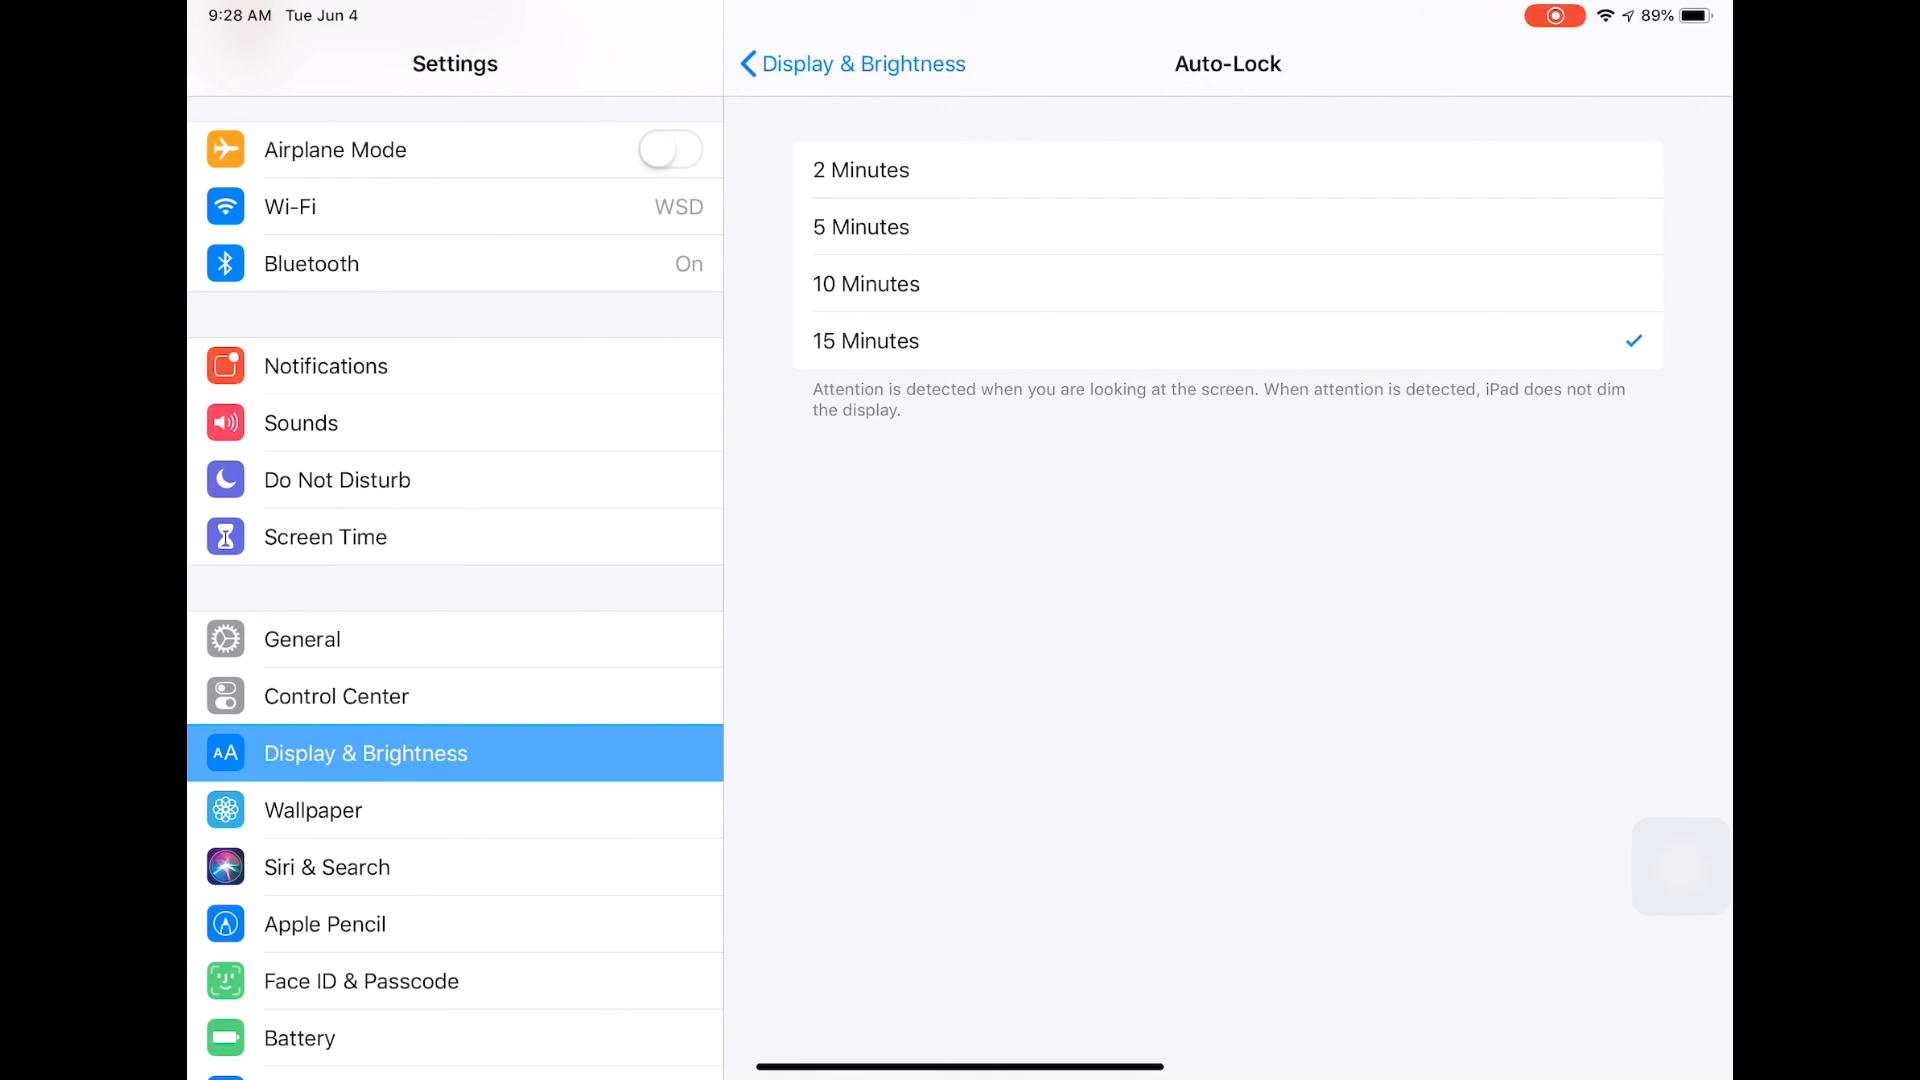 9:28 AM Tue Jun 4
89%
Settings
Display & Brightness
Auto-Lock
Airplane Mode
Wi-Fi WSD
Bluetooth On
Notifications
Sounds
Do Not Disturb
Screen Time
General
Control Center
AA Display & Brightness
Wallpaper
Siri & Search
Apple Pencil
Face ID & Passcode
Battery
2 Minutes
5 Minutes
10 Minutes
15 Minutes
Attention is detected when you are looking at the screen. When attention is detected, iPad does not dim
the display.